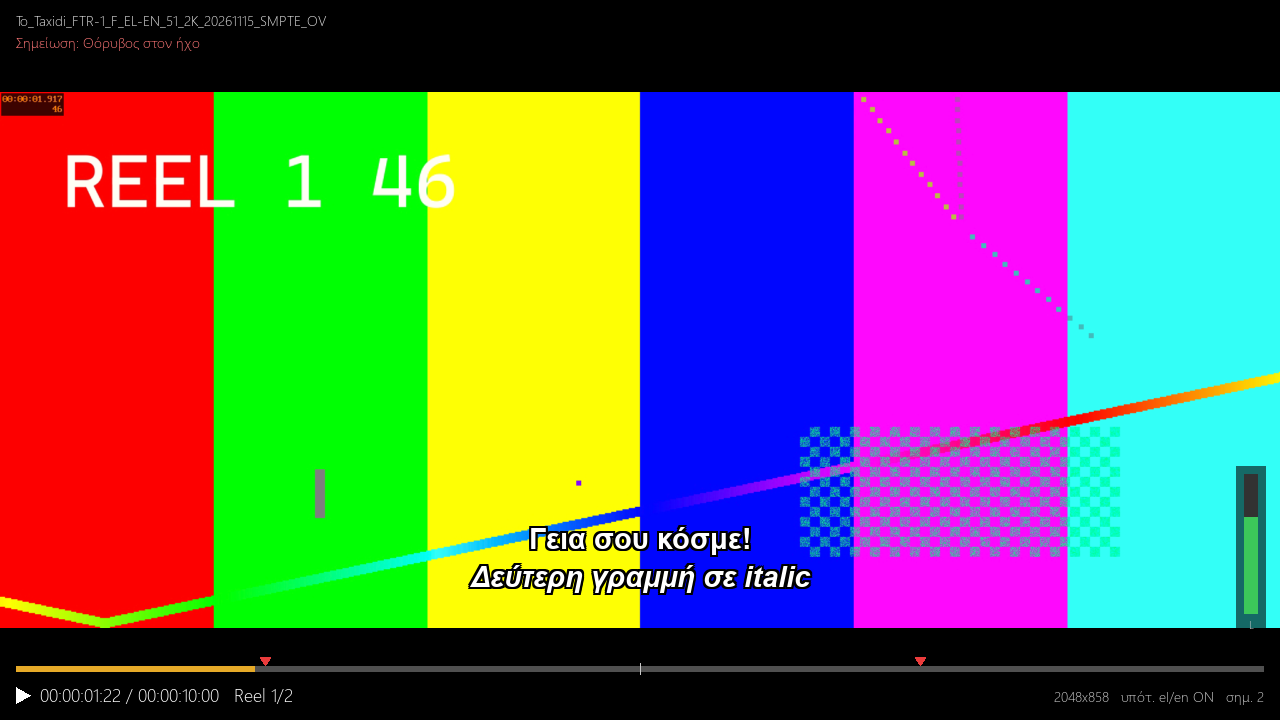 To_Taxidi_FTR-1_F_EL-EN_51_2K_20261115_SMPTE_OV
Σημείωση: Θόρυβος στον ήχο
00:00:01.917
46
REEL 1 46
Γεια σου κόσμε!
Δεύτερη γραμμή σε italic
L
00:00:01:22 / 00:00:10:00 Reel 1/2
2048x858 υπότ. el/en ON σημ. 2